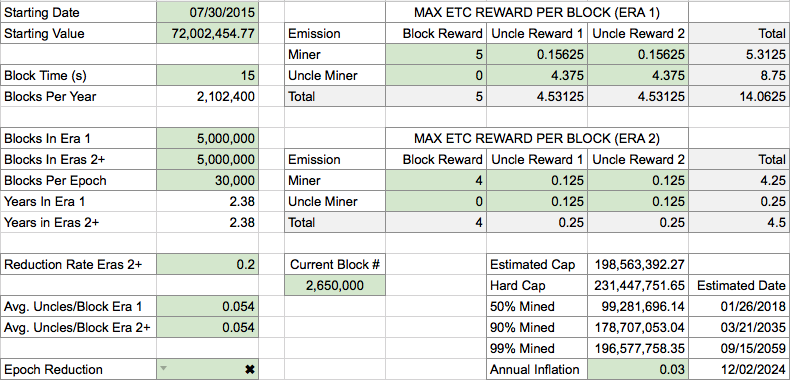 Starting Date 07/30/2015 MAX ETC REWARD PER BLOCK (ERA 1)
Starting Value 72,002,454.77 Emission Block Reward Uncle Reward 1 Uncle Reward 2 Total
Miner 5 0.15625 0.15625 5.3125
Block Time (s) 15 Uncle Miner 0 4.375 4.375 8.75
Blocks Per Year 2,102,400 Total 5 4.53125 4.53125 14.0625
Blocks In Era 1 5,000,000 MAX ETC REWARD PER BLOCK (ERA 2)
Blocks In Eras 2+ 5,000,000 Emission Block Reward Uncle Reward 1 Uncle Reward 2 Total
Blocks Per Epoch 30,000 Miner 4 0.125 0.125 4.25
Years In Era 1 2.38 Uncle Miner 0 0.125 0.125 0.25
Years in Eras 2+ 2.38 Total 4 0.25 0.25 4.5
Reduction Rate Eras 2+ 0.2 Current Block # Estimated Cap 198,563,392.27
2,650,000 Hard Cap 231,447,751.65 Estimated Date
Avg. Uncles/Block Era 1 0.054 50% Mined 99,281,696.14 01/26/2018
Avg. Uncles/Block Era 2+ 0.054 90% Mined 178,707,053.04 03/21/2035
99% Mined 196,577,758.35 09/15/2059
Epoch Reduction ✖ Annual Inflation 0.03 12/02/2024